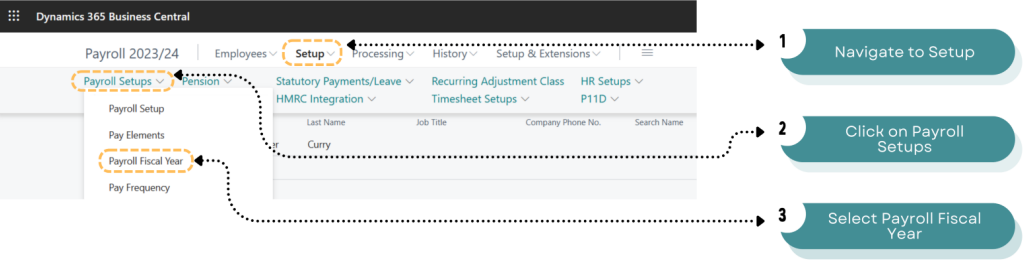 Dynamics 365 Business Central
Payroll 2023/24 Employees Setup Processing History Setup & Extensions
Payroll Setups Pension Statutory Payments/Leave Recurring Adjustment Class HR Setups
HMRC Integration Timesheet Setups P11D
Payroll Setup
Pay Elements
Payroll Fiscal Year
Pay Frequency
Last Name Job Title Company Phone No. Search Name
er Curry
1 Navigate to Setup
2 Click on Payroll
Setups
3 Select Payroll Fiscal
Year